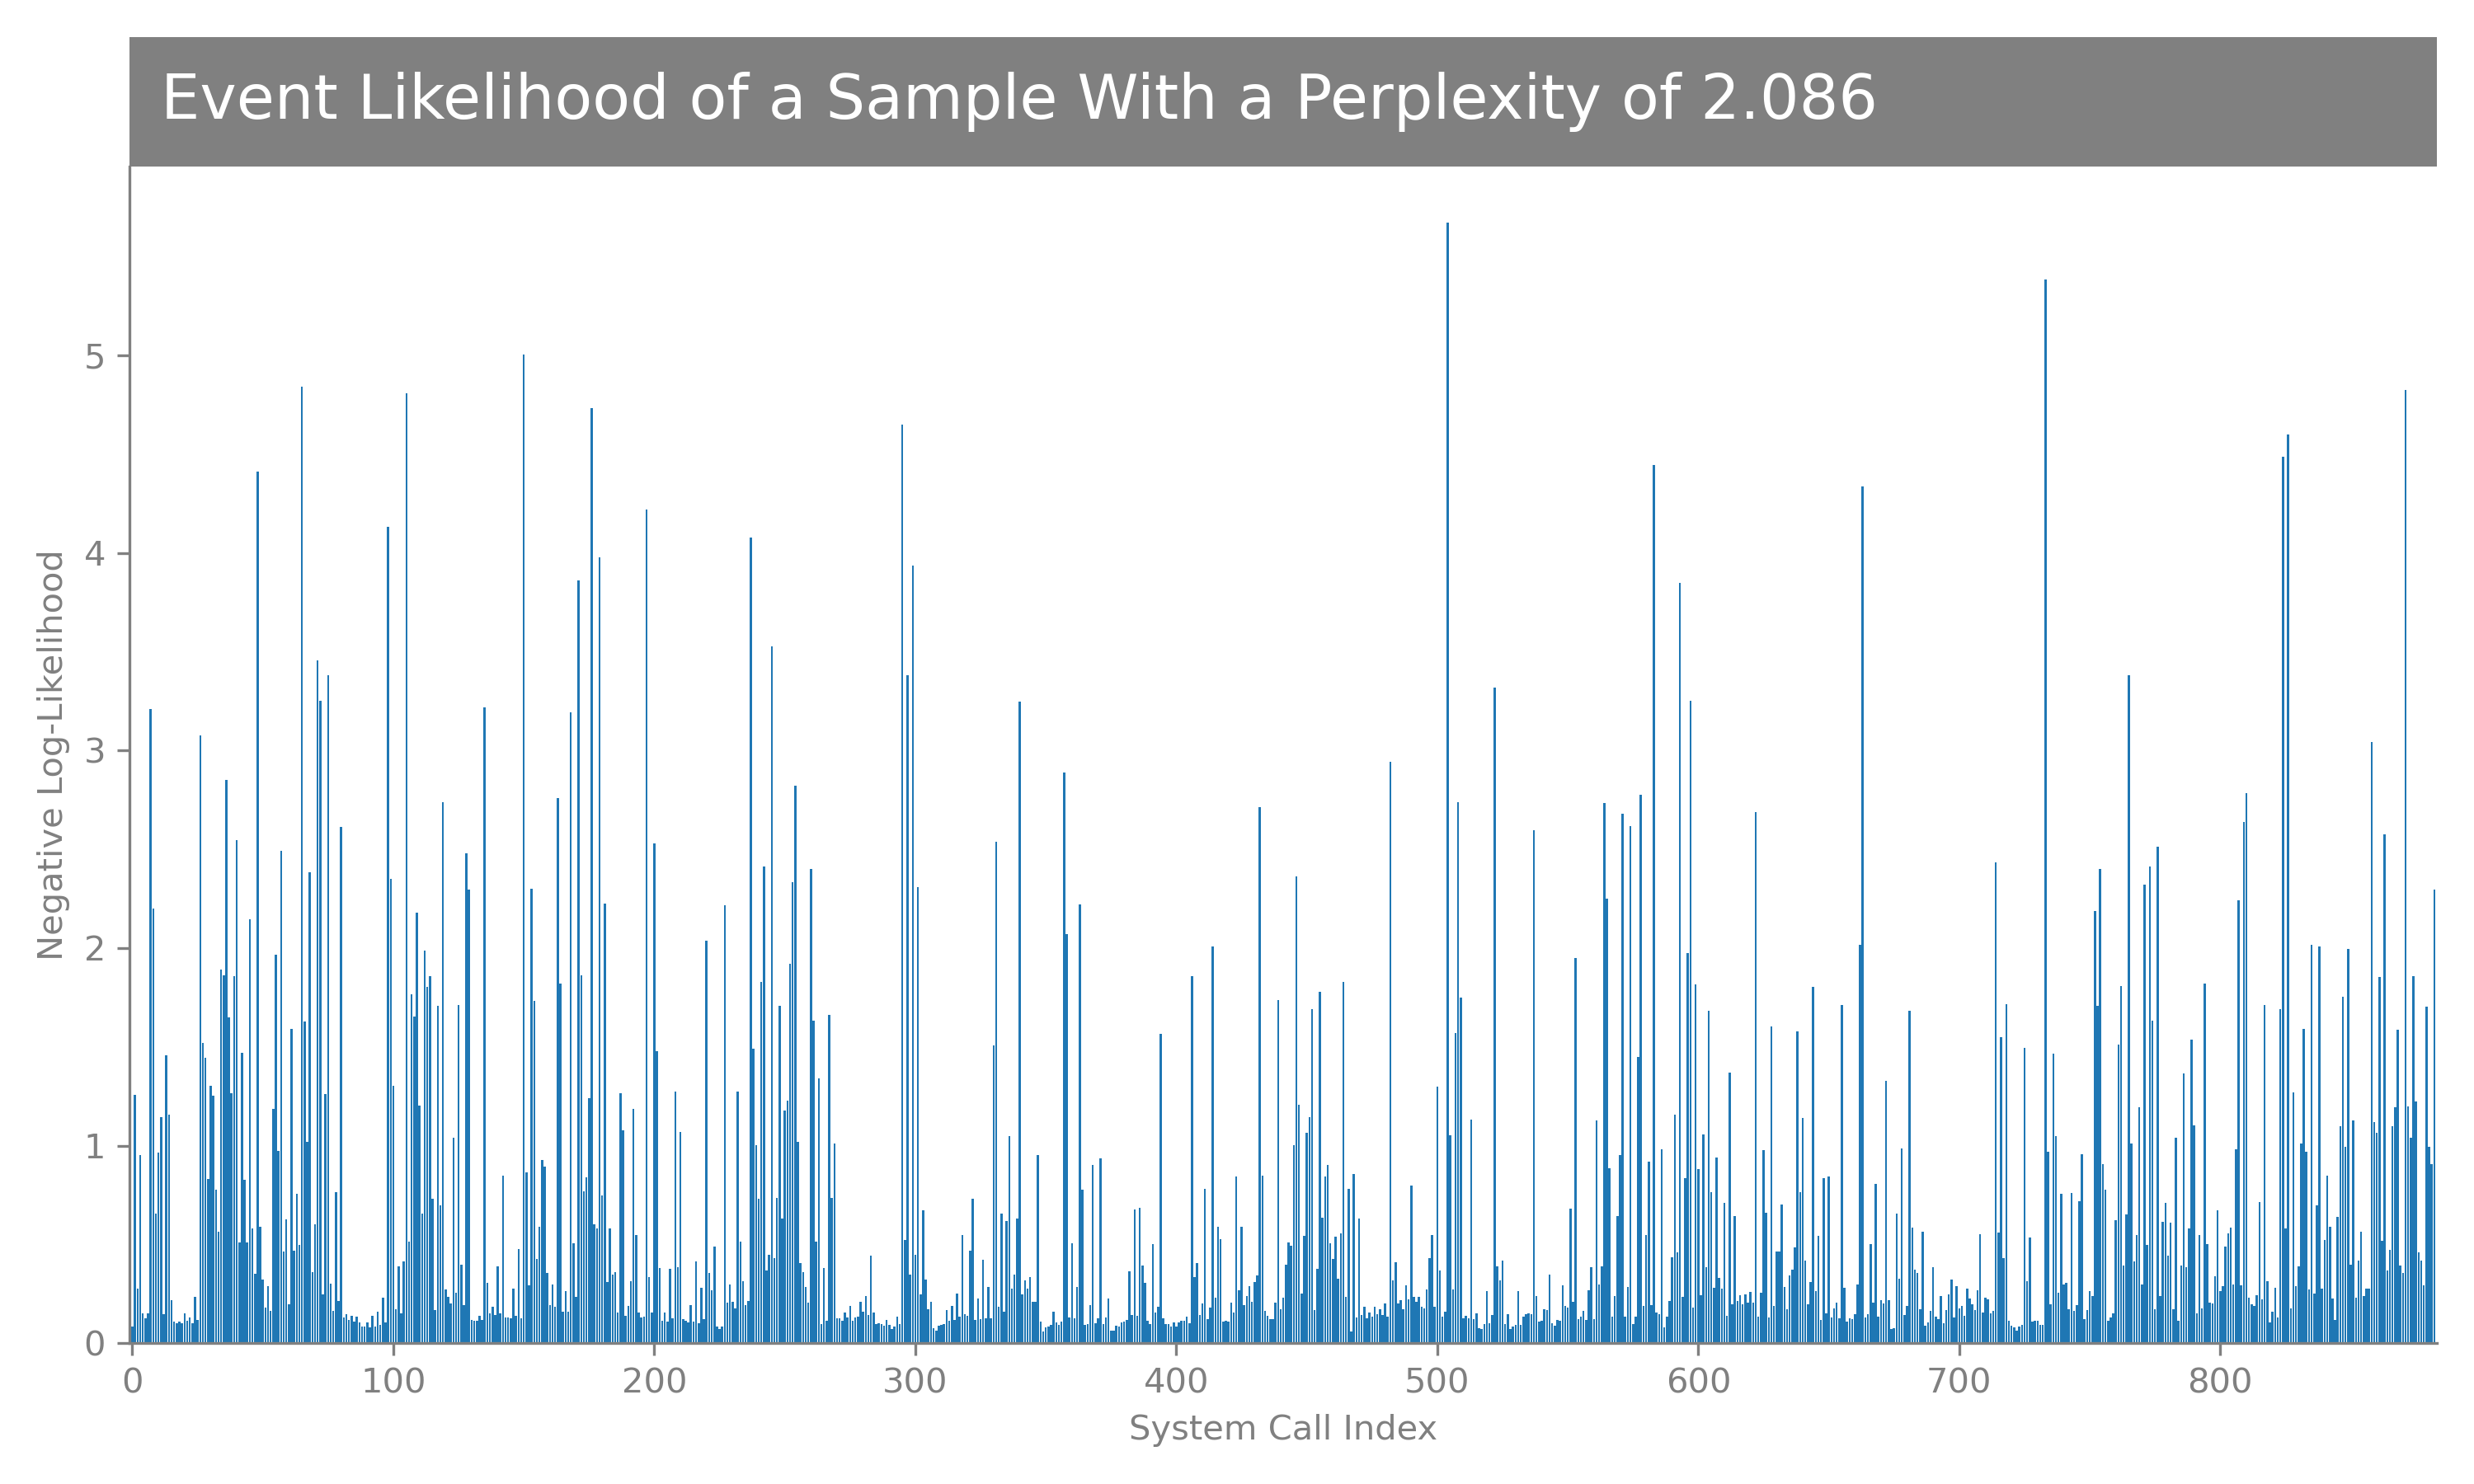 Event Likelihood of a Sample With a Perplexity of 2.086
Negative Log-Likelihood
5
4
3
2
1
0
0 100 200 300 400 500 600 700 800
System Call Index